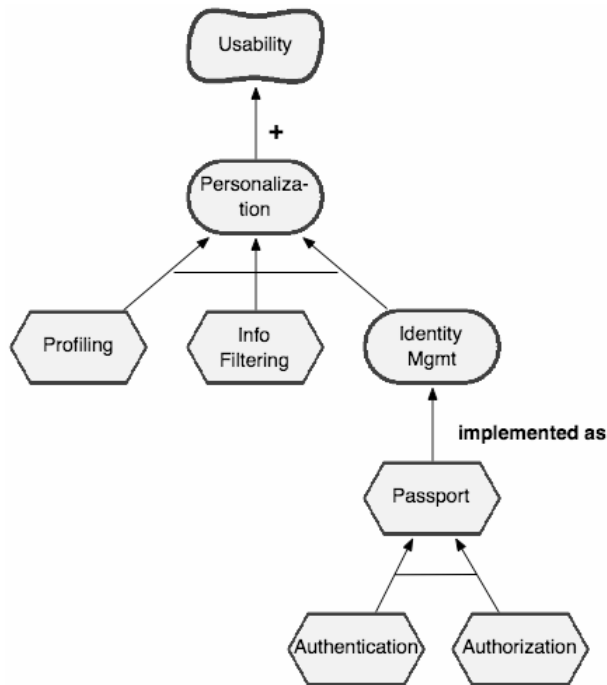 Usability
+
Personaliza-
tion
Profiling
Info
Filtering
Identity
Mgmt
implemented as
Passport
Authentication
Authorization